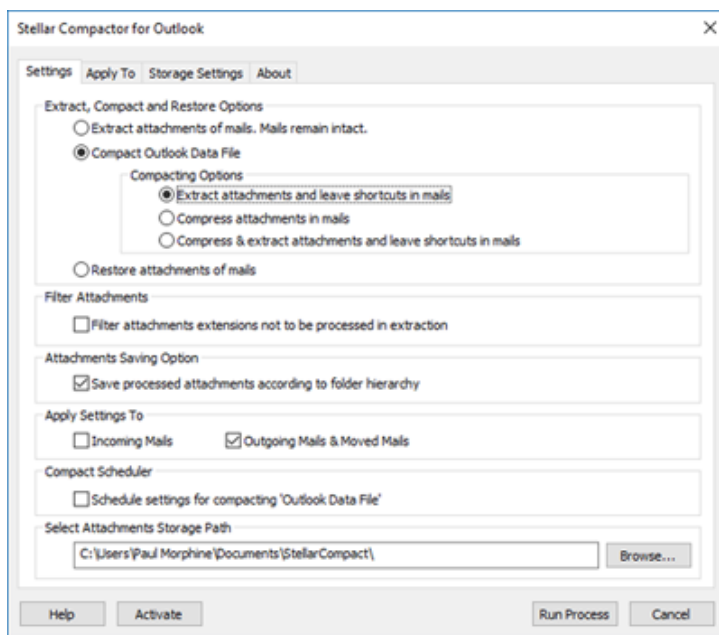 Stellar Compactor for Outlook
Settings Apply To Storage Settings About
Extract, Compact and Restore Options
Extract attachments of mails. Mails remain intact.
Compact Outlook Data File
Compacting Options
Extract attachments and leave shortcuts in mails
Compress attachments in mails
Compress & extract attachments and leave shortcuts in mails
Restore attachments of mails
Filter Attachments
Filter attachments extensions not to be processed in extraction
Attachments Saving Option
Save processed attachments according to folder hierarchy
Apply Settings To
Incoming Mails Outgoing Mails & Moved Mails
Compact Scheduler
Schedule settings for compacting 'Outlook Data File'
Select Attachments Storage Path
C:\Users\Paul Morphine\Documents\StellarCompact\ Browse...
Help Activate Run Process Cancel